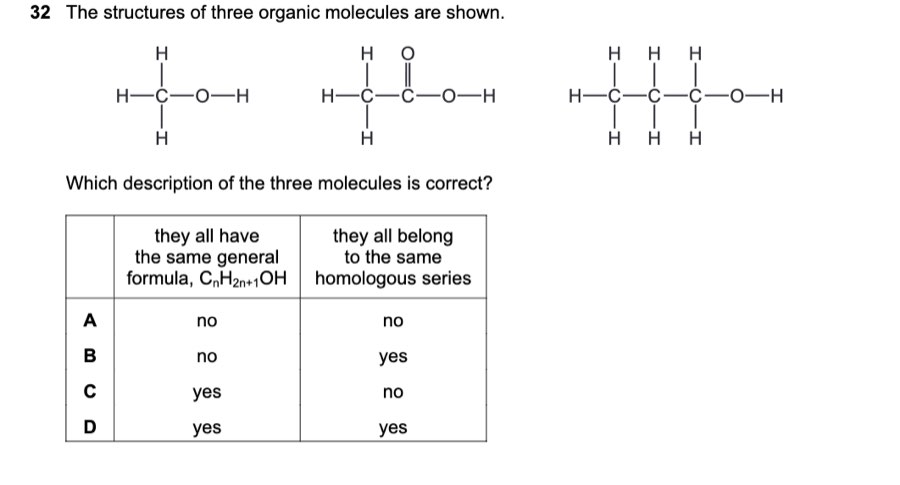 32 The structures of three organic molecules are shown.
H H O H H H
H—C—O—H H—C—C—O—H H—C—C—C—O—H
H H H H H
Which description of the three molecules is correct?
they all have they all belong
the same general to the same
formula, CₙH₂ₙ₊₁OH homologous series
A no no
B no yes
C yes no
D yes yes